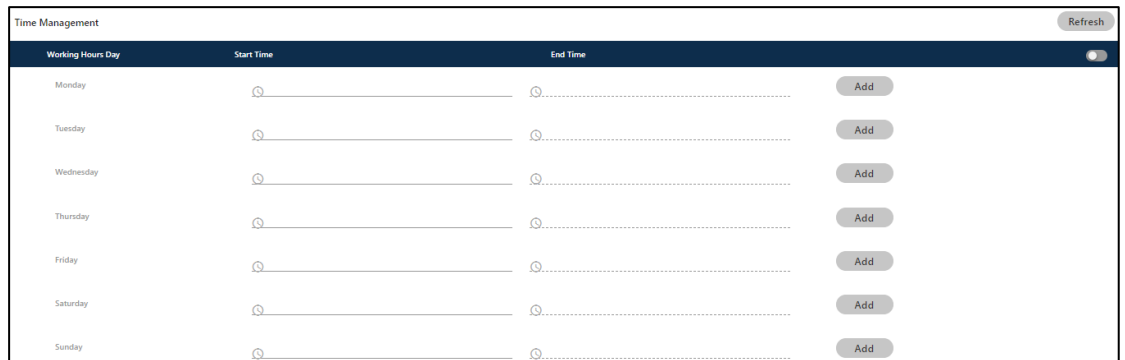 Time Management
Refresh
Working Hours Day Start Time End Time
Monday Add
Tuesday Add
Wednesday Add
Thursday Add
Friday Add
Saturday Add
Sunday Add